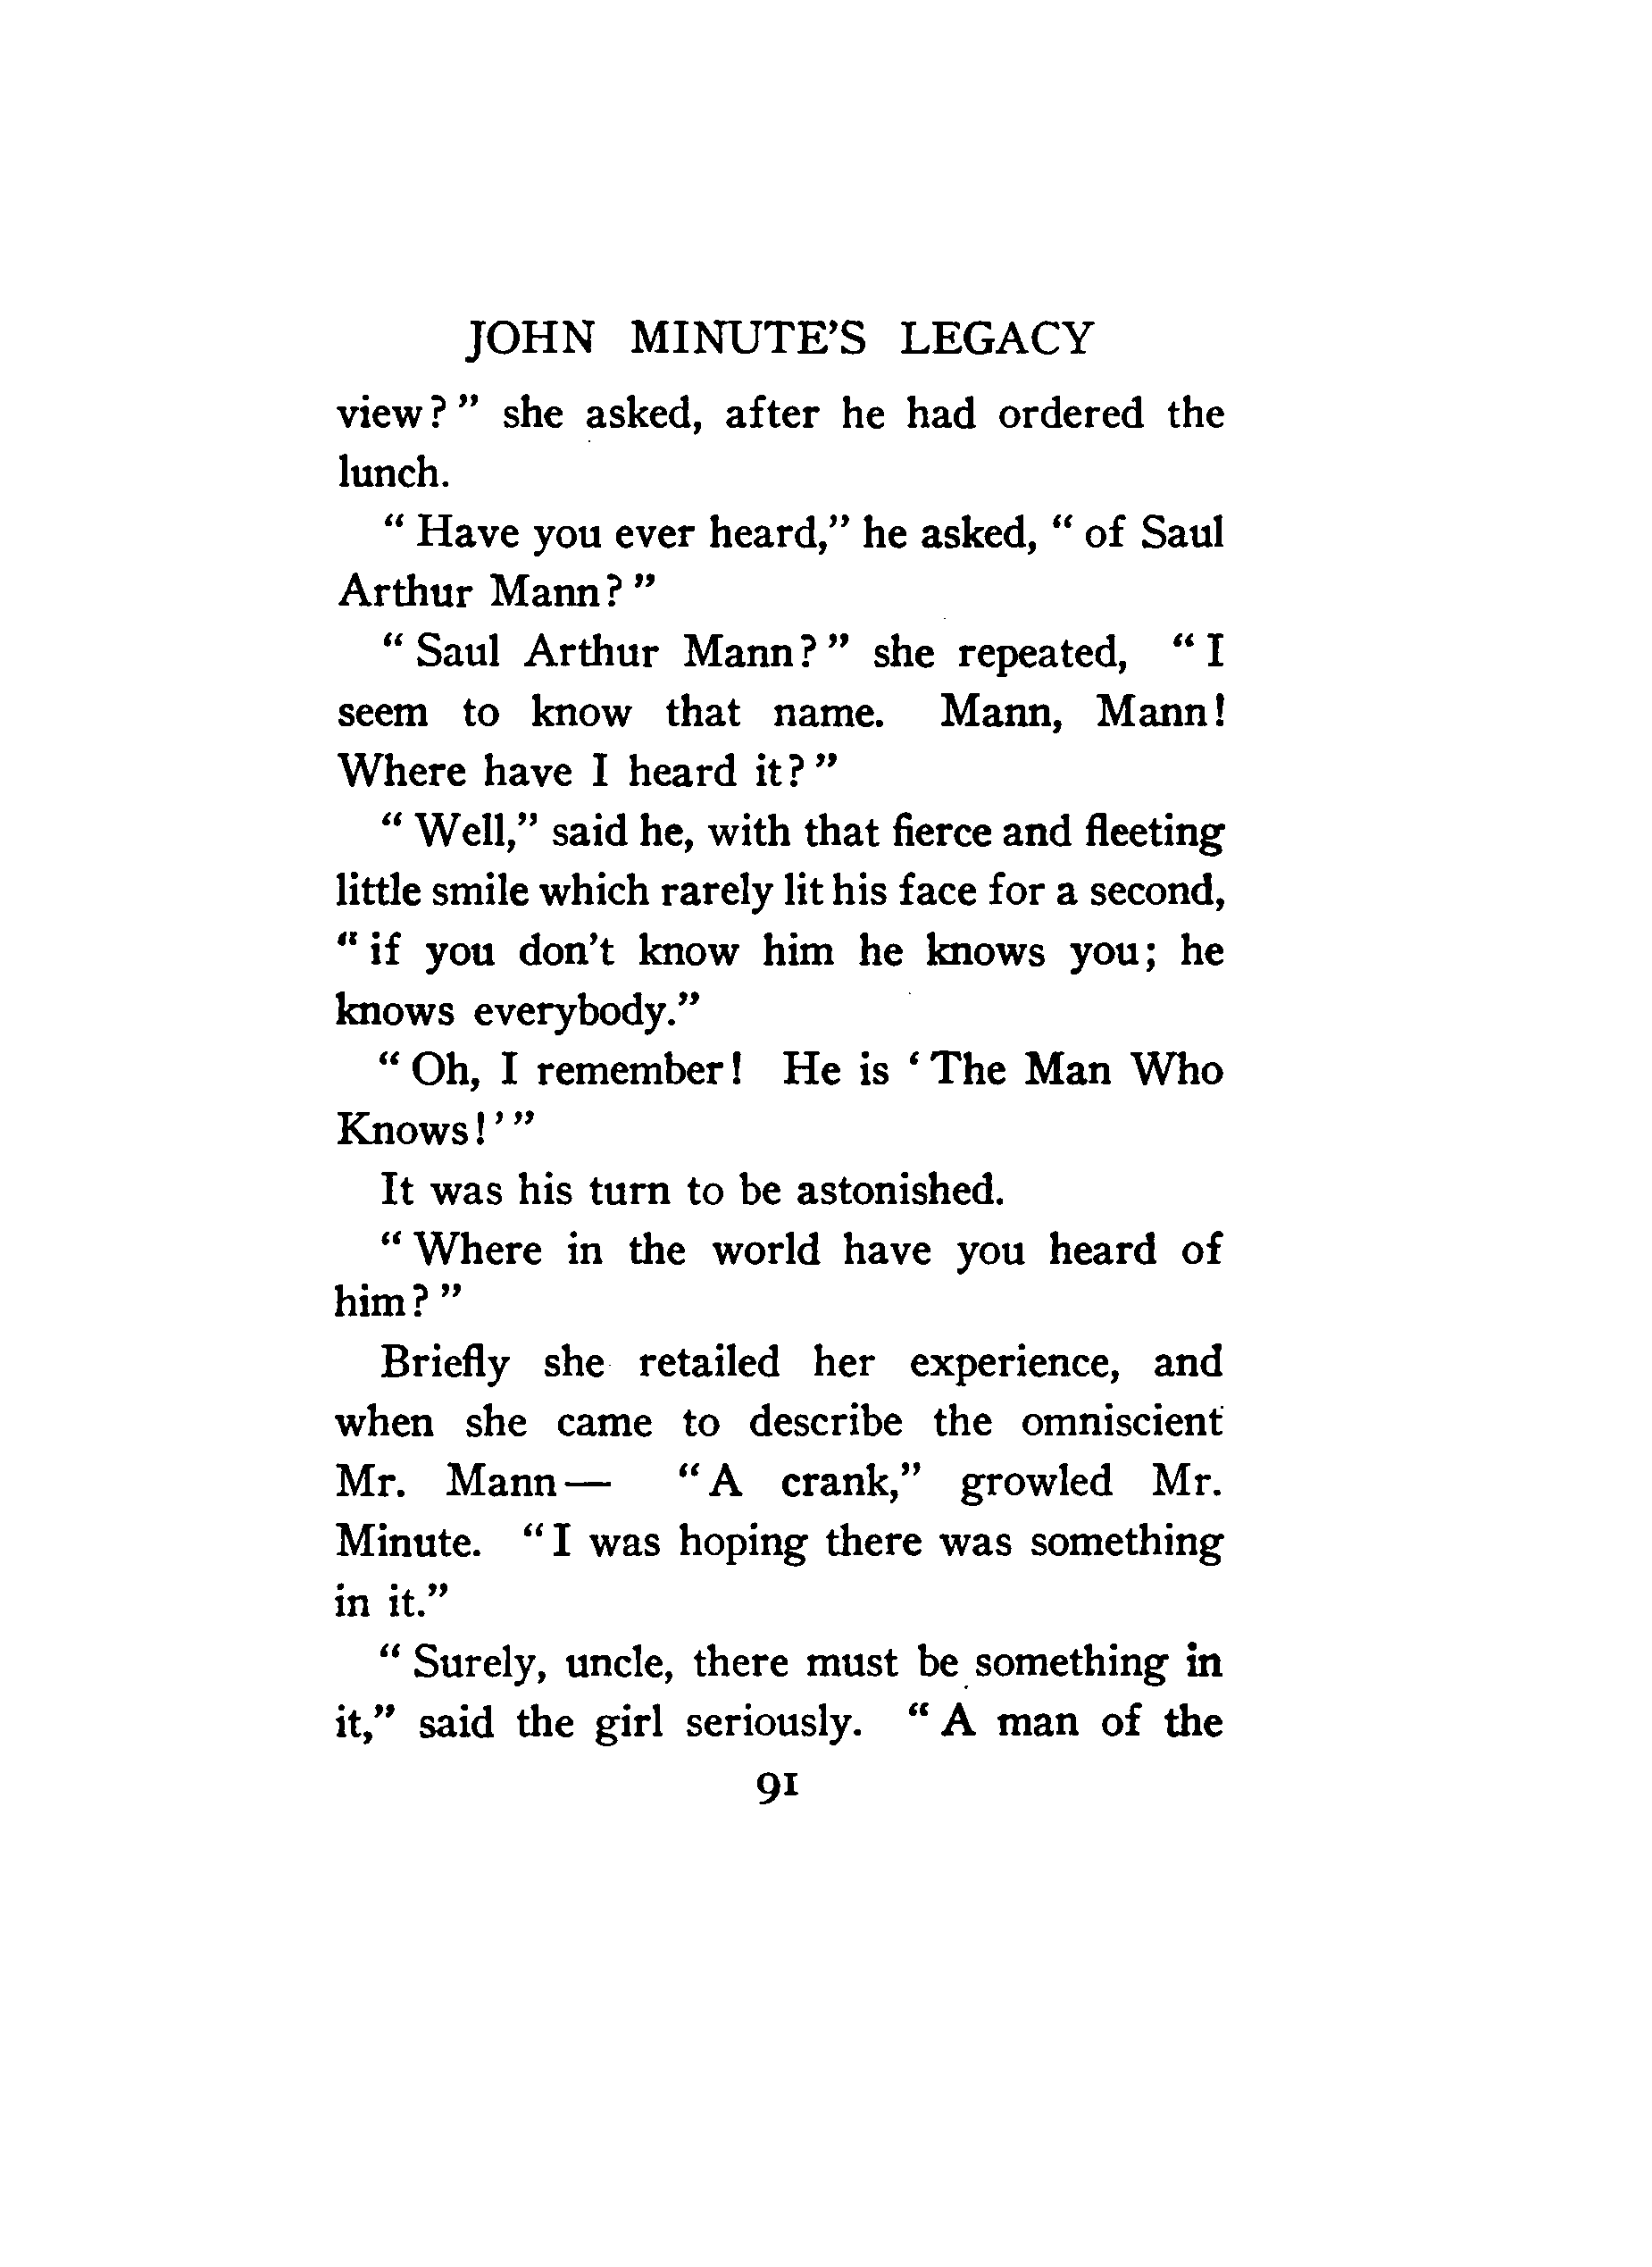 JOHN MINUTE'S LEGACY
view?" she asked, after he had ordered the
lunch.
"Have you ever heard," he asked, "of Saul
Arthur Mann?"
"Saul Arthur Mann?" she repeated, "I
seem to know that name. Mann, Mann!
Where have I heard it?"
"Well," said he, with that fierce and fleeting
little smile which rarely lit his face for a second,
"if you don't know him he knows you; he
knows everybody."
"Oh, I remember! He is 'The Man Who
Knows!'"
It was his turn to be astonished.
"Where in the world have you heard of
him?"
Briefly she retailed her experience, and
when she came to describe the omniscient
Mr. Mann— "A crank," growled Mr.
Minute. "I was hoping there was something
in it."
"Surely, uncle, there must be something in
it," said the girl seriously. "A man of the
91